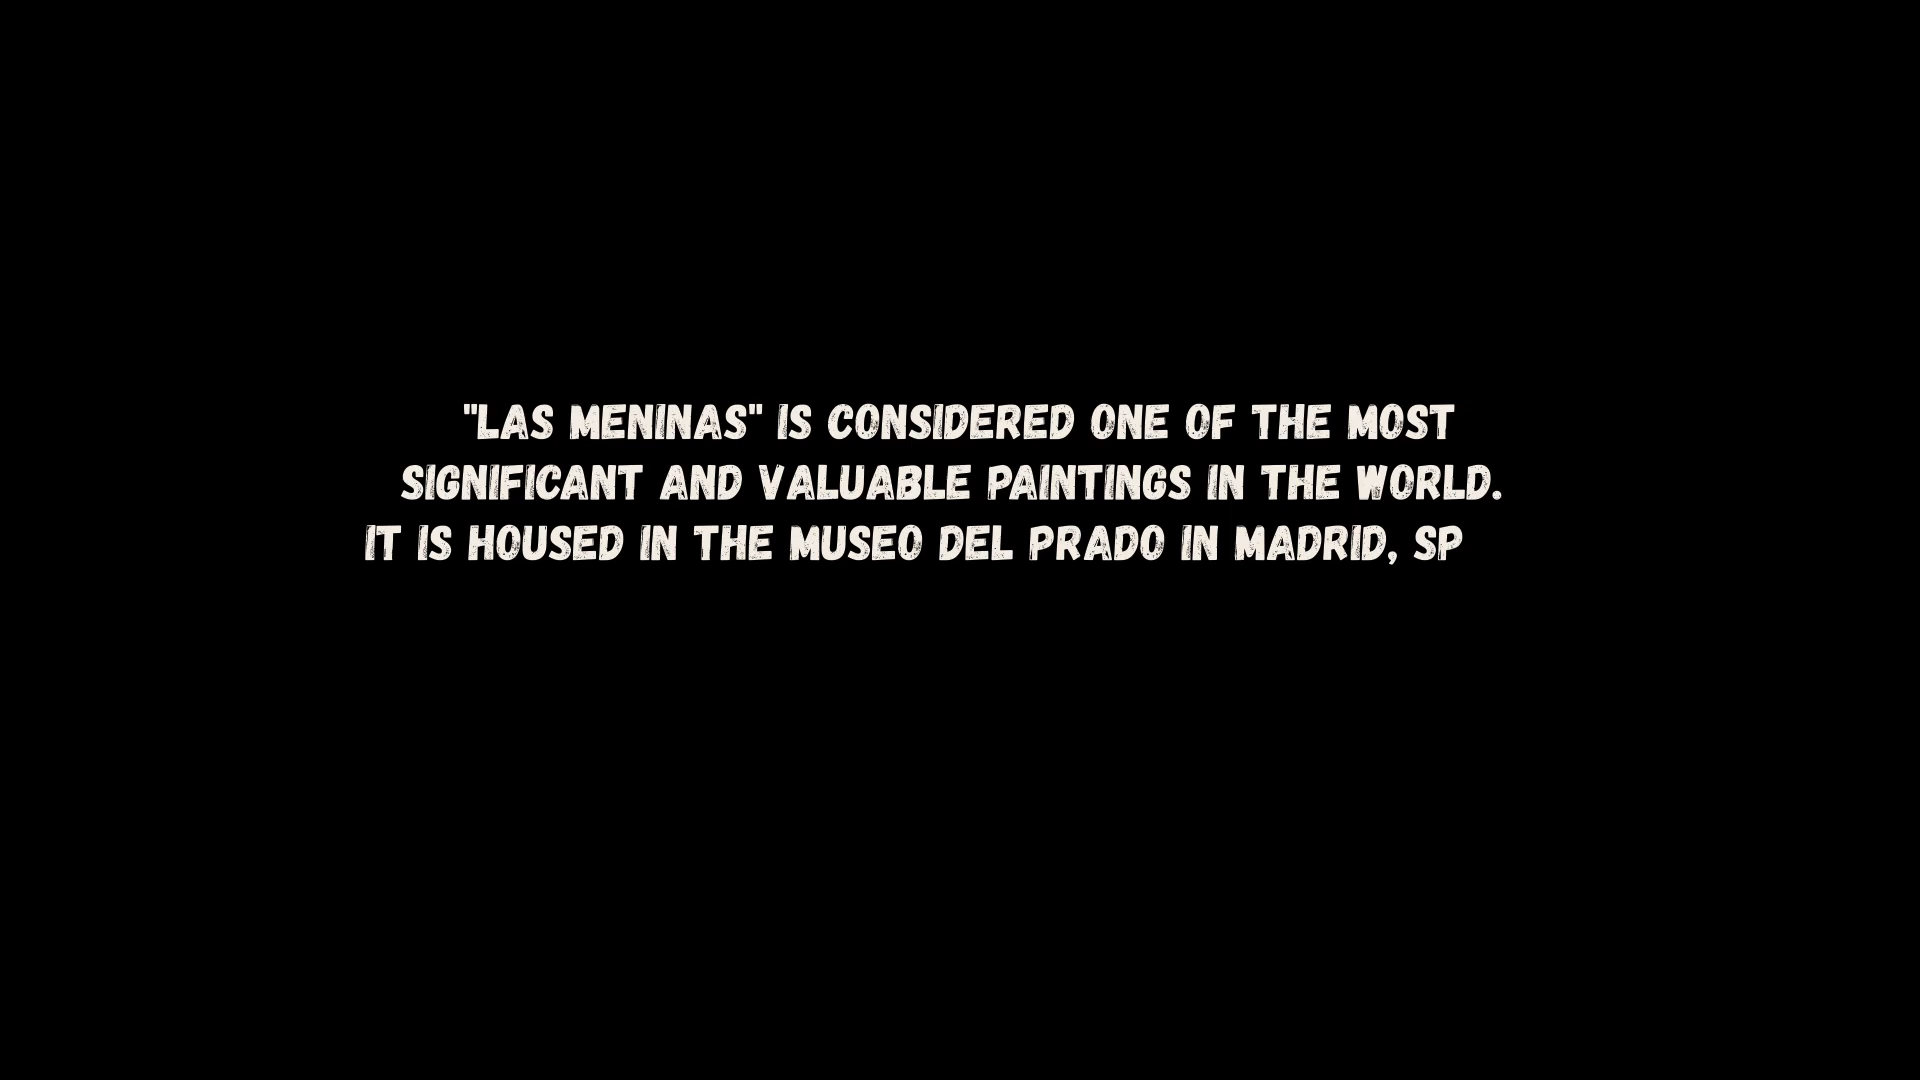 "LAS MENINAS" IS CONSIDERED ONE OF THE MOST
SIGNIFICANT AND VALUABLE PAINTINGS IN THE WORLD.
IT IS HOUSED IN THE MUSEO DEL PRADO IN MADRID, SP